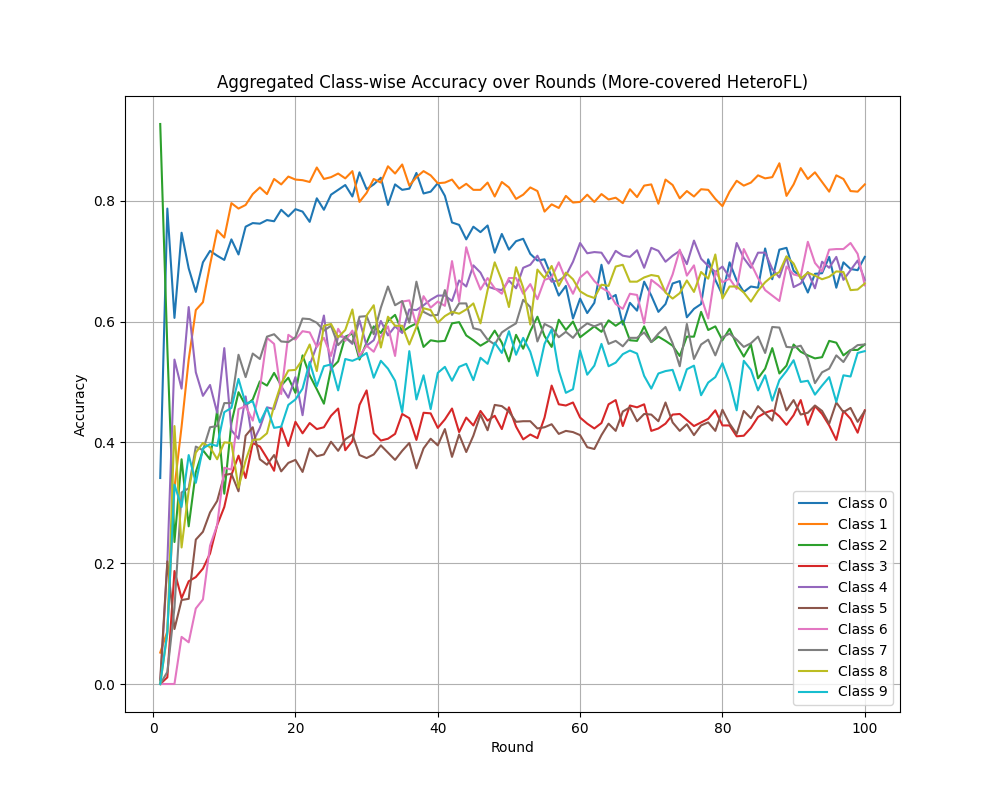 Aggregated Class-wise Accuracy over Rounds (More-covered HeteroFL)
Accuracy
0.8
0.6
0.4
0.2
0.0
Class 0
Class 1
Class 2
Class 3
Class 4
Class 5
Class 6
Class 7
Class 8
Class 9
0 20 40 60 80 100
Round